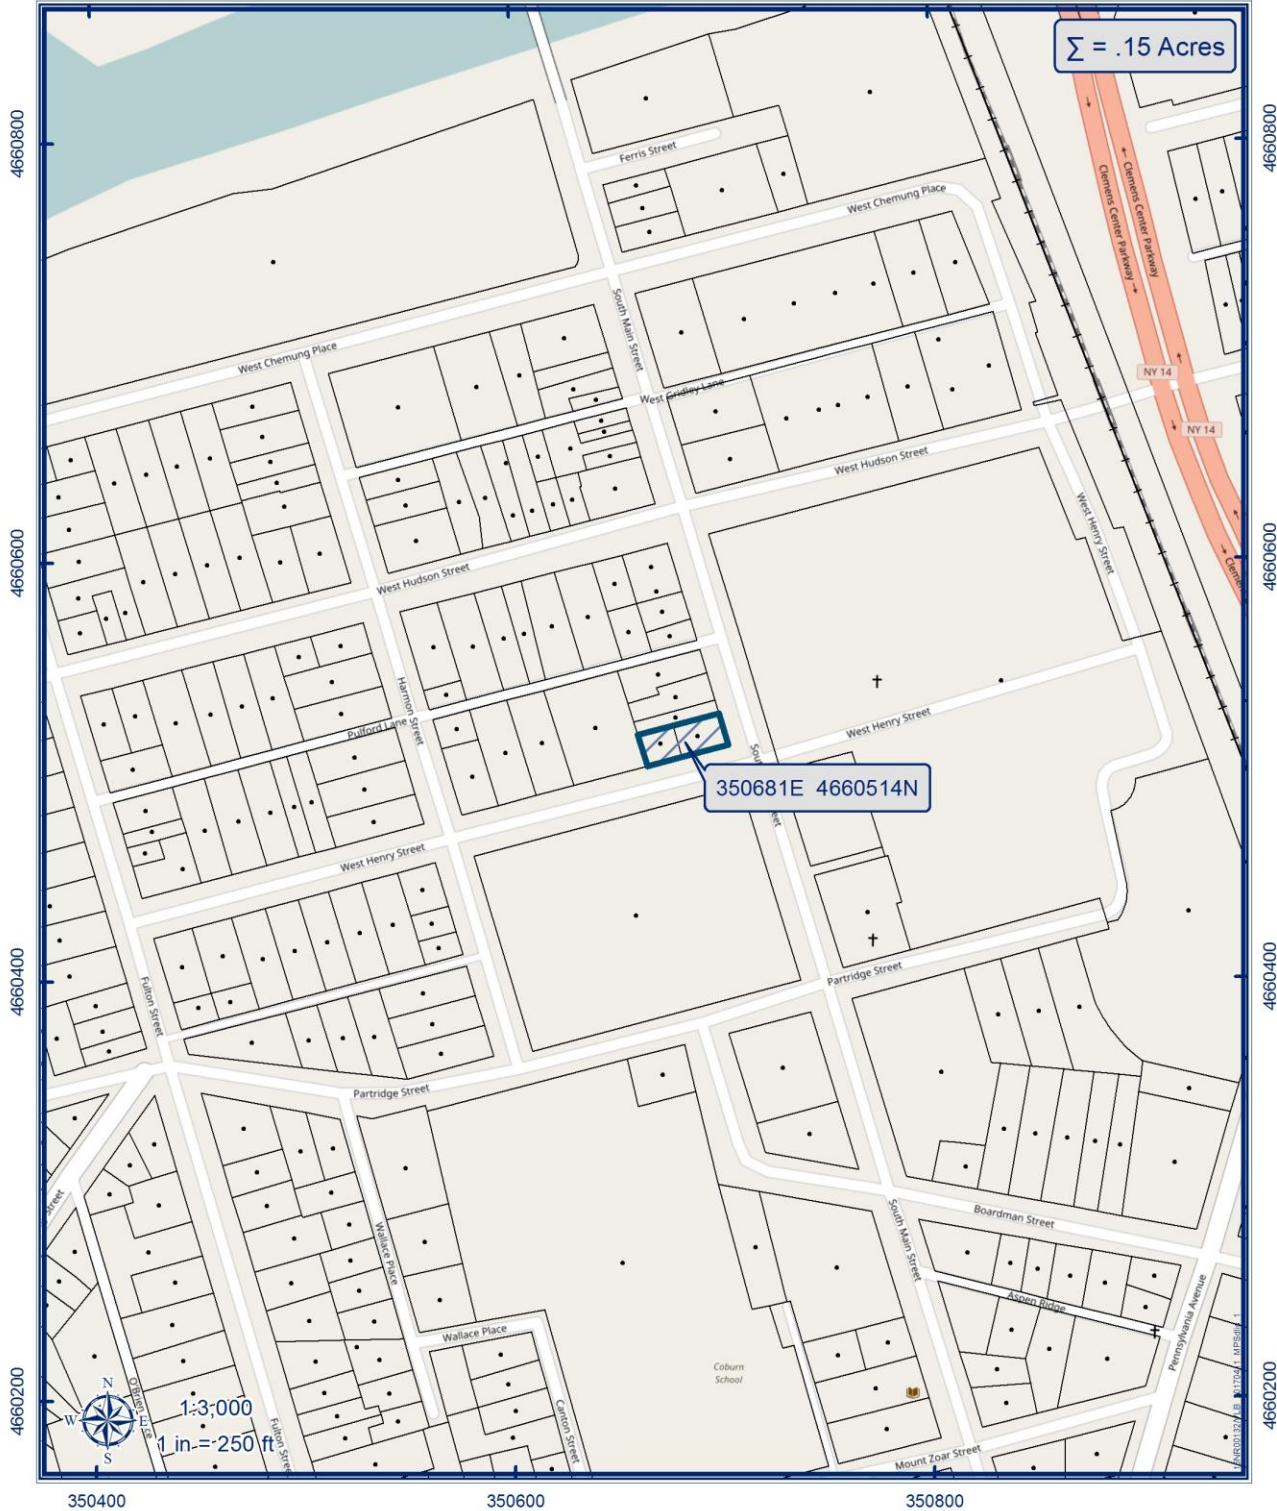 ∑ = .15 Acres
4660800
4660800
Ferris Street
West Chemung Place
Clemens Center Parkway
Clemens Center Parkway
South Main Street
West Chemung Place
NY 14
West Gridley Lane
NY 14
West Hudson Street
West Henry Street
4660600
4660600
West Hudson Street
Harmon Street
Pulford Lane
West Henry Street
350681E 4660514N
West Henry Street
4660400
4660400
Partridge Street
Fulton Street
Partridge Street
Street
Boardman Street
South Main Street
Wallace Place
Aspen Ridge
Pennsylvania Avenue
Wallace Place
Coburn
School
4660200
4660200
N
W E
S
1:3,000
1 in = 250 ft
Canton Street
Mount Zoar Street
350400
350600
350800